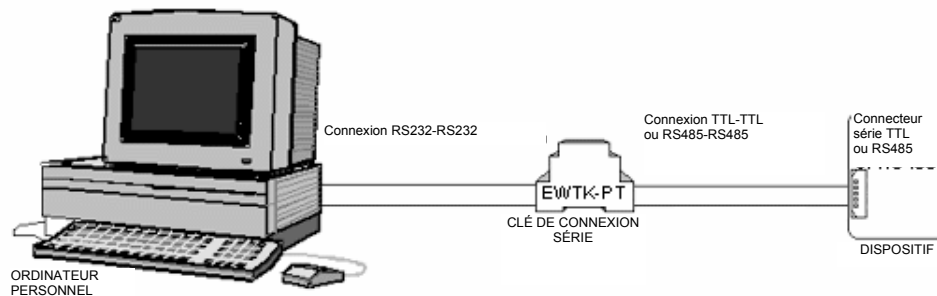 Connexion RS232-RS232
Connexion TTL-TTL
ou RS485-RS485
Connecteur
série TTL
ou RS485
EWTK-PT
CLÉ DE CONNEXION
SÉRIE
DISPOSITIF
ORDINATEUR
PERSONNEL